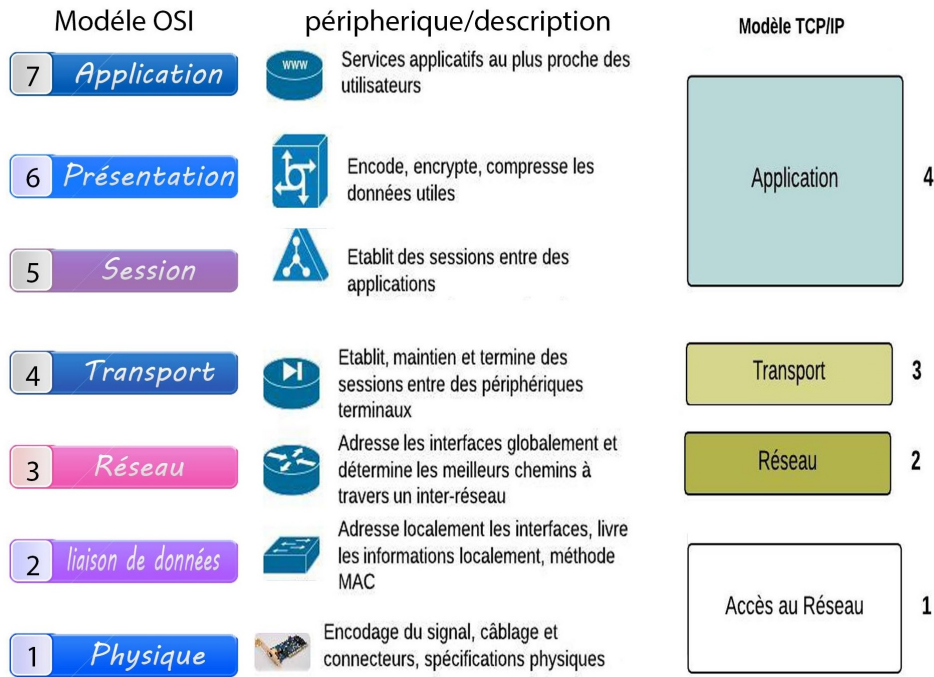 Modéle OSI
péripherique/description
Modèle TCP/IP
7 Application
www
Services applicatifs au plus proche des
utilisateurs
6 Présentation
Encode, encrypte, compresse les
données utiles
Application 4
5 Session
Etablit des sessions entre des
applications
4 Transport
Etablit, maintien et termine des
sessions entre des périphériques
terminaux
Transport 3
3 Réseau
Adresse les interfaces globalement et
détermine les meilleurs chemins à
travers un inter-réseau
Réseau 2
2 liaison de données
Adresse localement les interfaces, livre
les informations localement, méthode
MAC
Accès au Réseau 1
1 Physique
Encodage du signal, câblage et
connecteurs, spécifications physiques